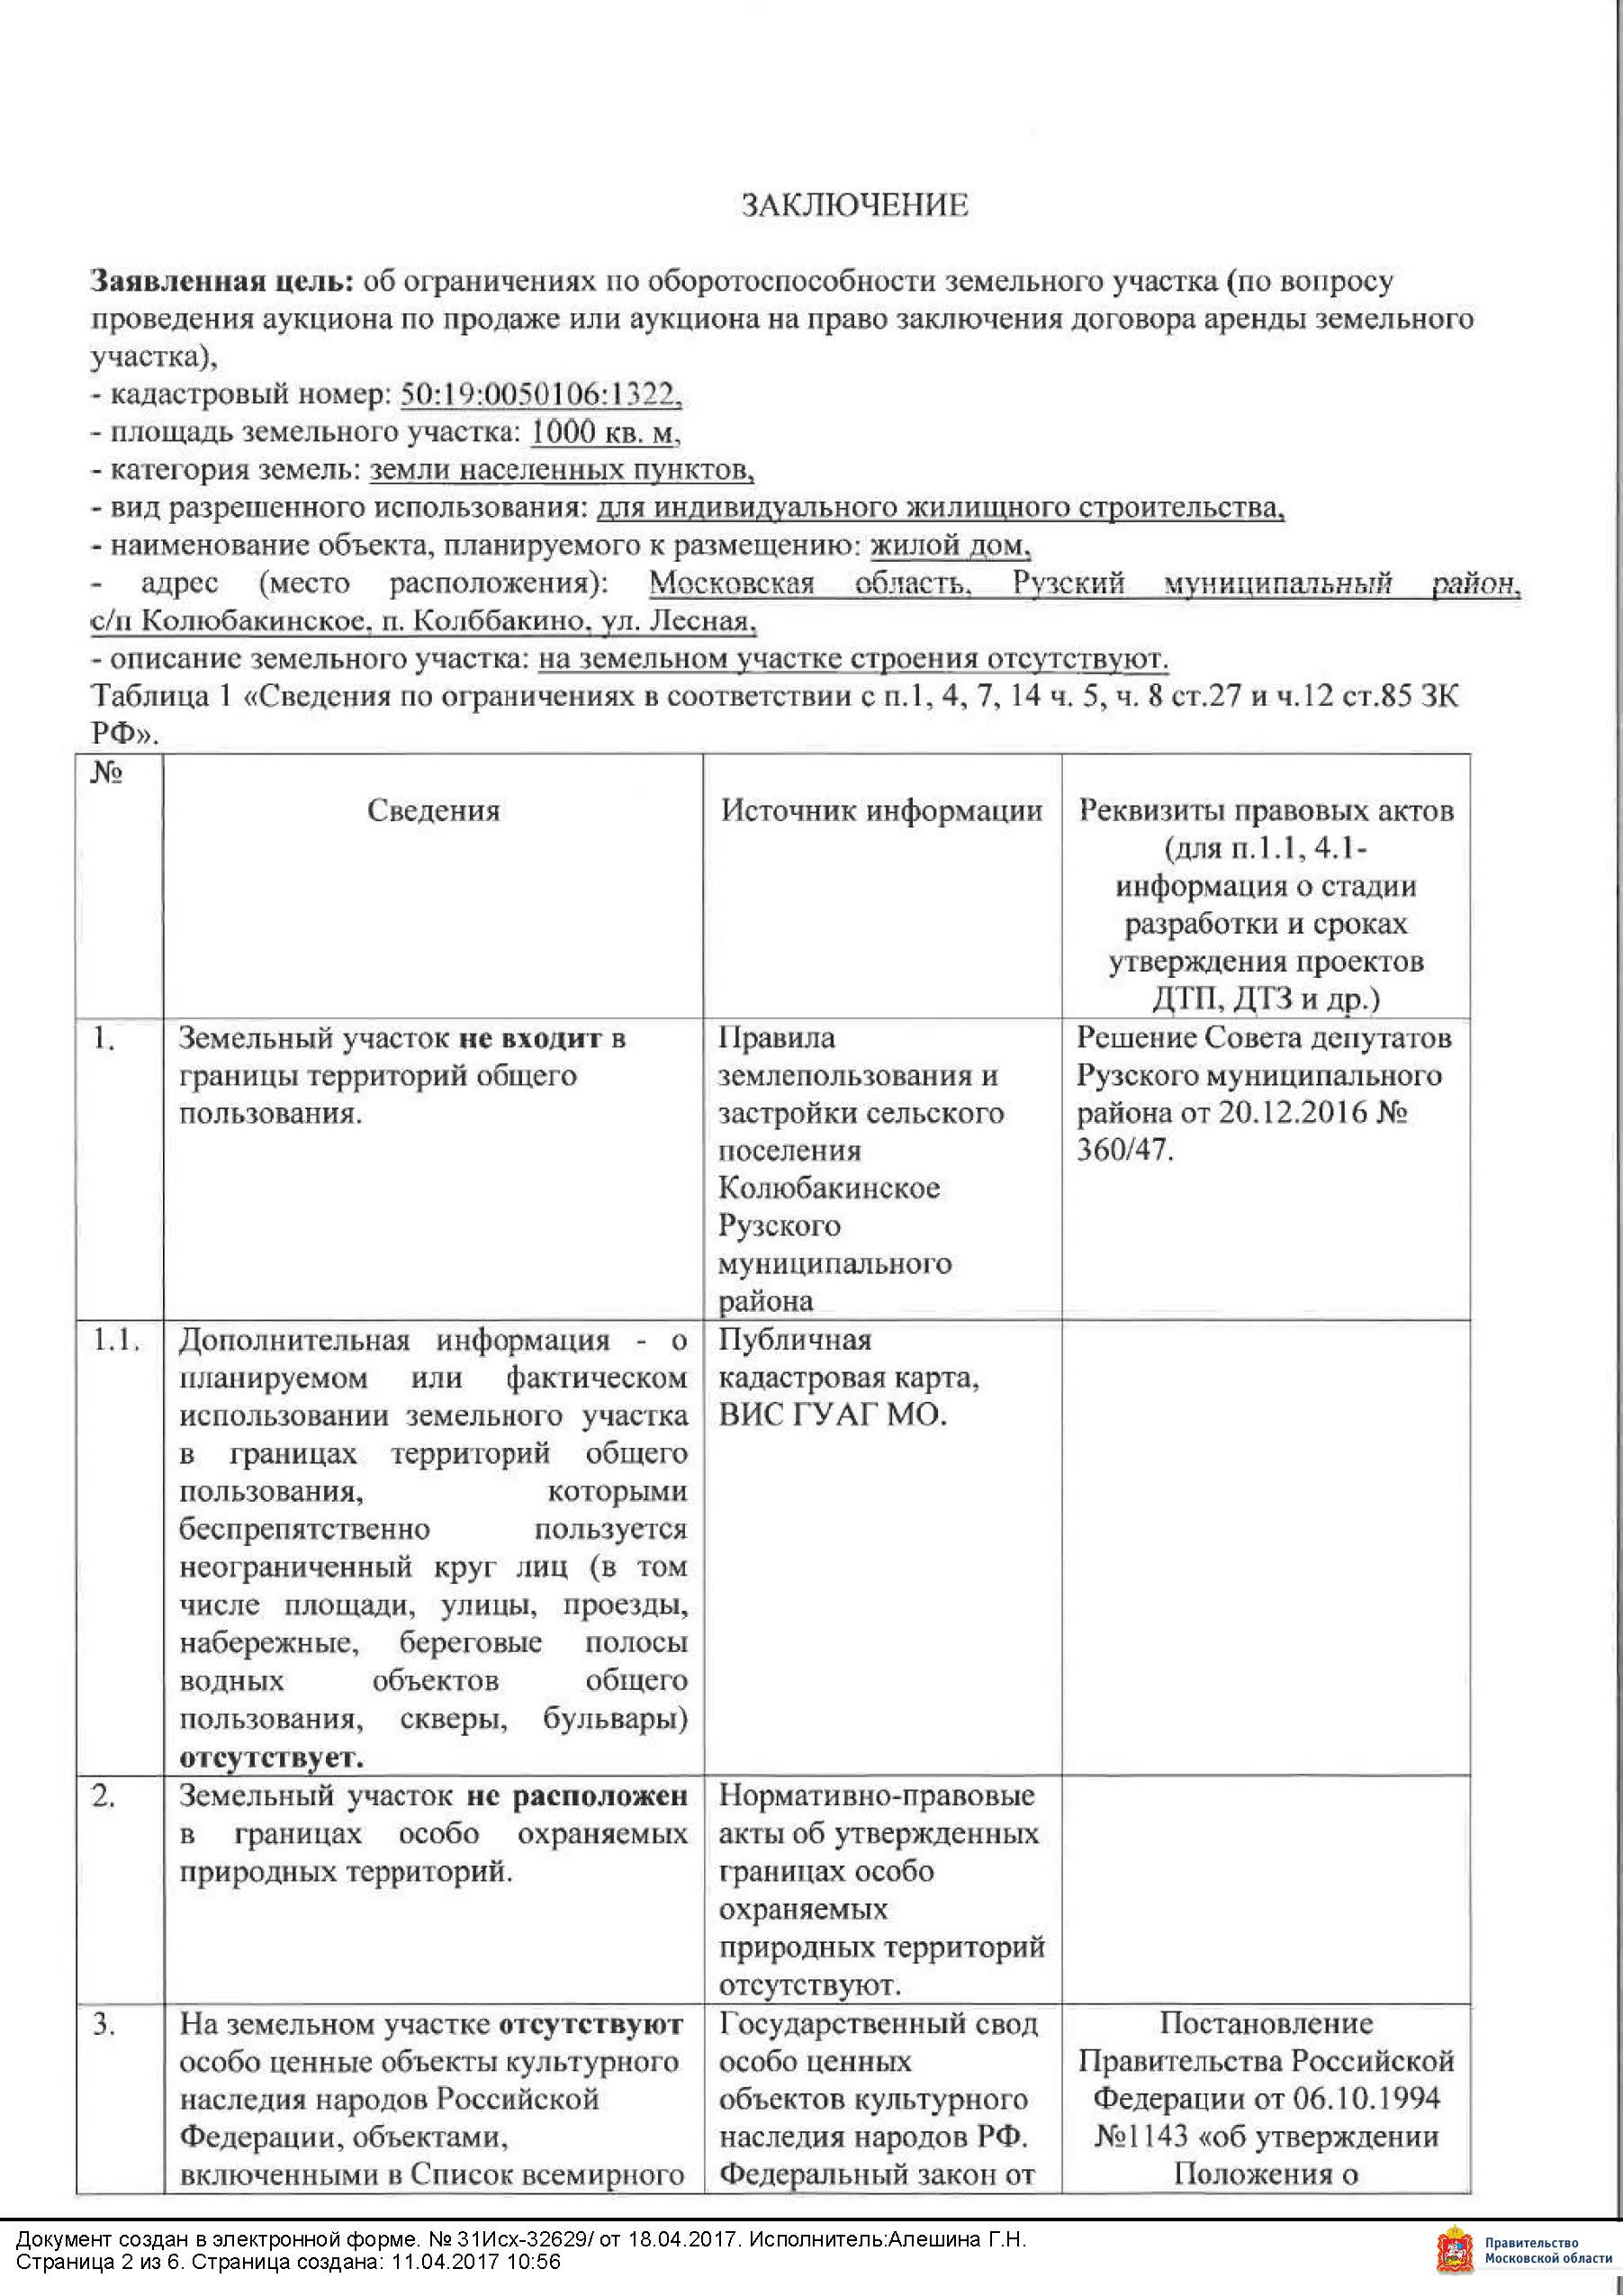 ЗАКЛЮЧЕНИЕ
Заявленная цель: об ограничениях по оборотоспособности земельного участка (по вопросу
проведения аукциона по продаже или аукциона на право заключения договора аренды земельного
участка),
- кадастровый номер: 50:19:0050106:1322,
- площадь земельного участка: 1000 кв. м,
- категория земель: земли населенных пунктов,
- вид разрешенного использования: для индивидуального жилищного строительства,
- наименование объекта, планируемого к размещению: жилой дом,
- адрес (место расположения): Московская область, Рузский муниципальный район,
с/п Колюбакинское, п. Колббакино, ул. Лесная,
- описание земельного участка: на земельном участке строения отсутствуют.
Таблица 1 «Сведения по ограничениях в соответствии с п.1, 4, 7, 14 ч. 5, ч. 8 ст.27 и ч.12 ст.85 ЗК
РФ».
№
Сведения
Источник информации
Реквизиты правовых актов
(для п.1.1, 4.1-
информация о стадии
разработки и сроках
утверждения проектов
ДТП, ДТЗ и др.)
1.
Земельный участок не входит в
границы территорий общего
пользования.
Правила
землепользования и
застройки сельского
поселения
Колюбакинское
Рузского
муниципального
района
Решение Совета депутатов
Рузского муниципального
района от 20.12.2016 №
360/47.
1.1.
Дополнительная информация - о
планируемом или фактическом
использовании земельного участка
в границах территорий общего
пользования, которыми
беспрепятственно пользуется
неограниченный круг лиц (в том
числе площади, улицы, проезды,
набережные, береговые полосы
водных объектов общего
пользования, скверы, бульвары)
отсутствует.
Публичная
кадастровая карта,
ВИС ГУАГ МО.
2.
Земельный участок не расположен
в границах особо охраняемых
природных территорий.
Нормативно-правовые
акты об утвержденных
границах особо
охраняемых
природных территорий
отсутствуют.
3.
На земельном участке отсутствуют
особо ценные объекты культурного
наследия народов Российской
Федерации, объектами,
включенными в Список всемирного
Государственный свод
особо ценных
объектов культурного
наследия народов РФ.
Федеральный закон от
Постановление
Правительства Российской
Федерации от 06.10.1994
№1143 «об утверждении
Положения о
Документ создан в электронной форме. № 31Исх-32629/ от 18.04.2017. Исполнитель:Алешина Г.Н.
Страница 2 из 6. Страница создана: 11.04.2017 10:56
Правительство
Московской области